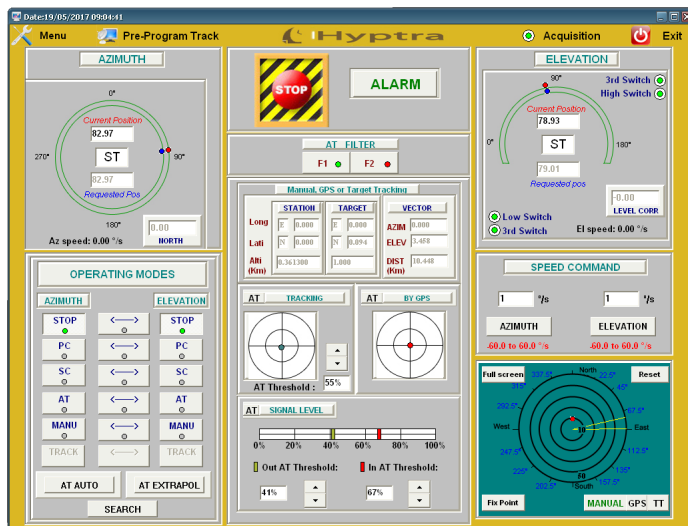 Date:19/05/2017 09:04:41
Menu
Pre-Program Track
Hyptra
Acquisition
Exit
AZIMUTH
0°
Current Position
82.97
270°
ST
90°
82.97
Requested Pos
180°
0.00
Az speed: 0.00 °/s
NORTH
STOP
ALARM
AT FILTER
F1
F2
ELEVATION
90°
3rd Switch
High Switch
Current Position
78.93
0°
ST
180°
79.01
Requested pos
-0.00
LEVEL CORR
Low Switch
3rd Switch
El speed: 0.00 °/s
Manual, GPS or Target Tracking
STATION
TARGET
VECTOR
Long
E
0.000
E
0.000
AZIM
0.000
Lati
N
0.000
N
0.094
ELEV
3.468
Alti
(Km)
0.361300
1.000
DIST
(Km)
10.448
OPERATING MODES
AZIMUTH
ELEVATION
STOP
<---->
STOP
PC
<---->
PC
SC
<---->
SC
AT
<---->
AT
MANU
<---->
MANU
TRACK
<---->
TRACK
AT AUTO
AT EXTRAPOL
SEARCH
AT
TRACKING
AT Threshold :
55%
AT
BY GPS
AT
SIGNAL LEVEL
0%
20%
40%
60%
80%
100%
Out AT Threshold:
In AT Threshold:
41%
67%
SPEED COMMAND
1
°/s
1
°/s
AZIMUTH
ELEVATION
-60.0 to 60.0 °/s
-60.0 to 60.0 °/s
Full screen
337.5°
North
22.5°
Reset
315°
45°
292.5°
67.5°
West
10
East
247.5°
112.5°
225°
50
135°
202.5°
South
157.5°
Fix Point
MANUAL
GPS
TT